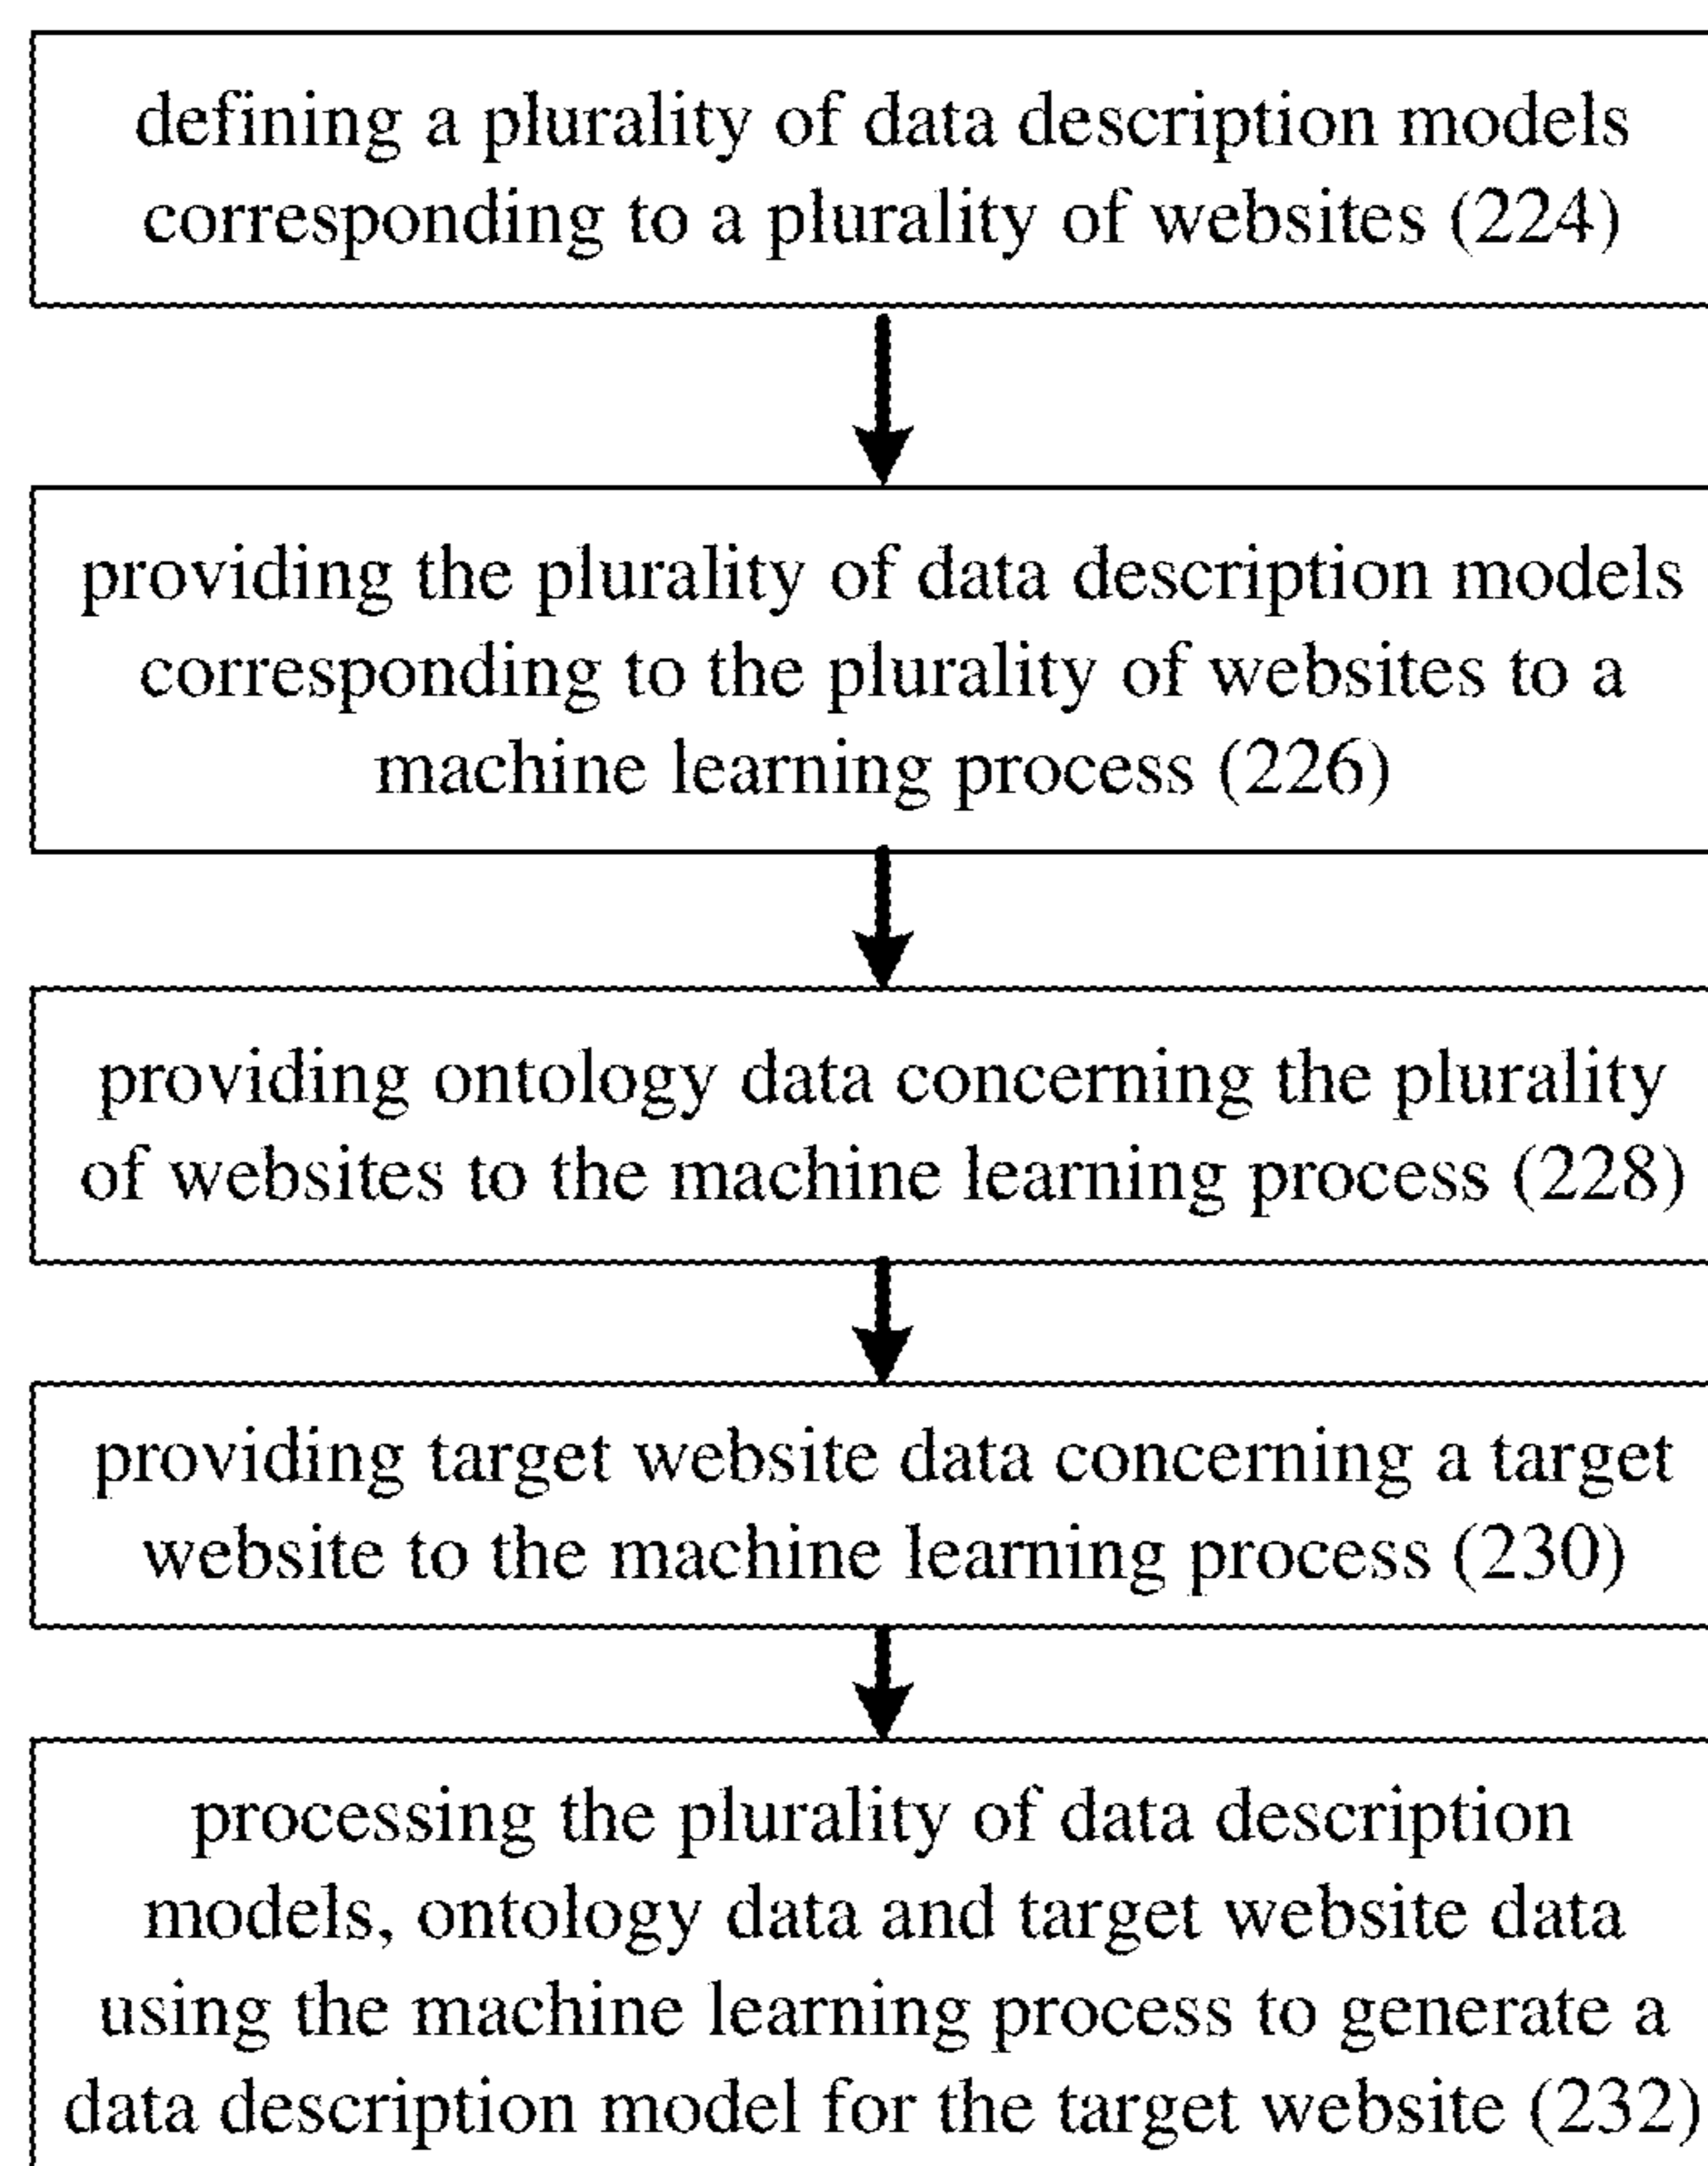 defining a plurality of data description models
corresponding to a plurality of websites (224)
providing the plurality of data description models
corresponding to the plurality of websites to a
machine learning process (226)
providing ontology data concerning the plurality
of websites to the machine learning process (228)
providing target website data concerning a target
website to the machine learning process (230)
processing the plurality of data description
models, ontology data and target website data
using the machine learning process to generate a
data description model for the target website (232)